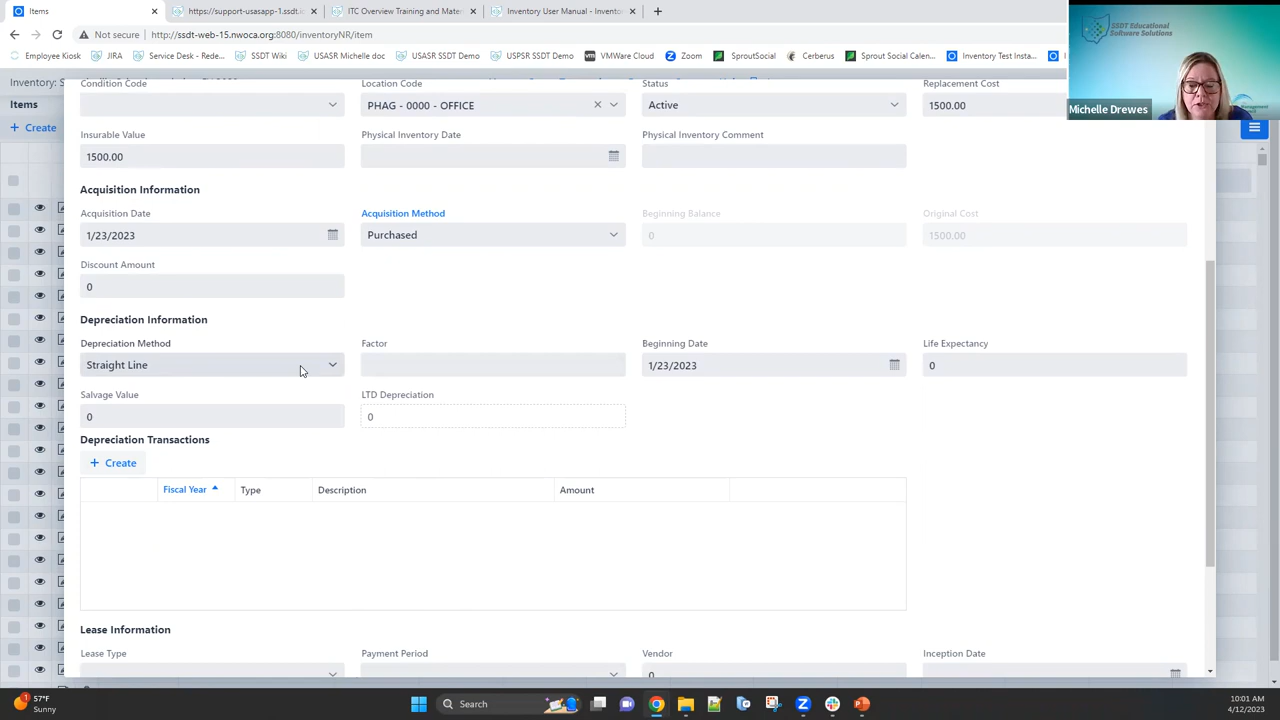 Items
https://support-usasapp-1.ssdt.io
ITC Overview Training and Mater
Inventory User Manual - Invento
Not secure
http://ssdt-web-15.nwoca.org:8080/inventoryNR/item
Employee Kiosk
JIRA
Service Desk - Require...
SSDT Wiki
USASR Michelle doc
USASR SSDT Demo
USPSR SSDT Demo
VMWare Cloud
Zoom
SproutSocial
Cerberus
Sprout Social Calen...
Inventory Test Insta...
SSDT Educational
Software Solutions
Michelle Drewes
Inventory:
Items
Create
Condition Code
Location Code
Status
Replacement Cost
PHAG - 0000 - OFFICE
Active
1500.00
Insurable Value
Physical Inventory Date
Physical Inventory Comment
1500.00
Acquisition Information
Acquisition Date
Acquisition Method
Beginning Balance
Original Cost
1/23/2023
Purchased
0
1500.00
Discount Amount
0
Depreciation Information
Depreciation Method
Factor
Beginning Date
Life Expectancy
Straight Line
1/23/2023
0
Salvage Value
LTD Depreciation
0
0
Depreciation Transactions
Create
Fiscal Year
Type
Description
Amount
Lease Information
Lease Type
Payment Period
Vendor
Inception Date
0
57°F
Sunny
Search
10:01 AM
4/12/2023